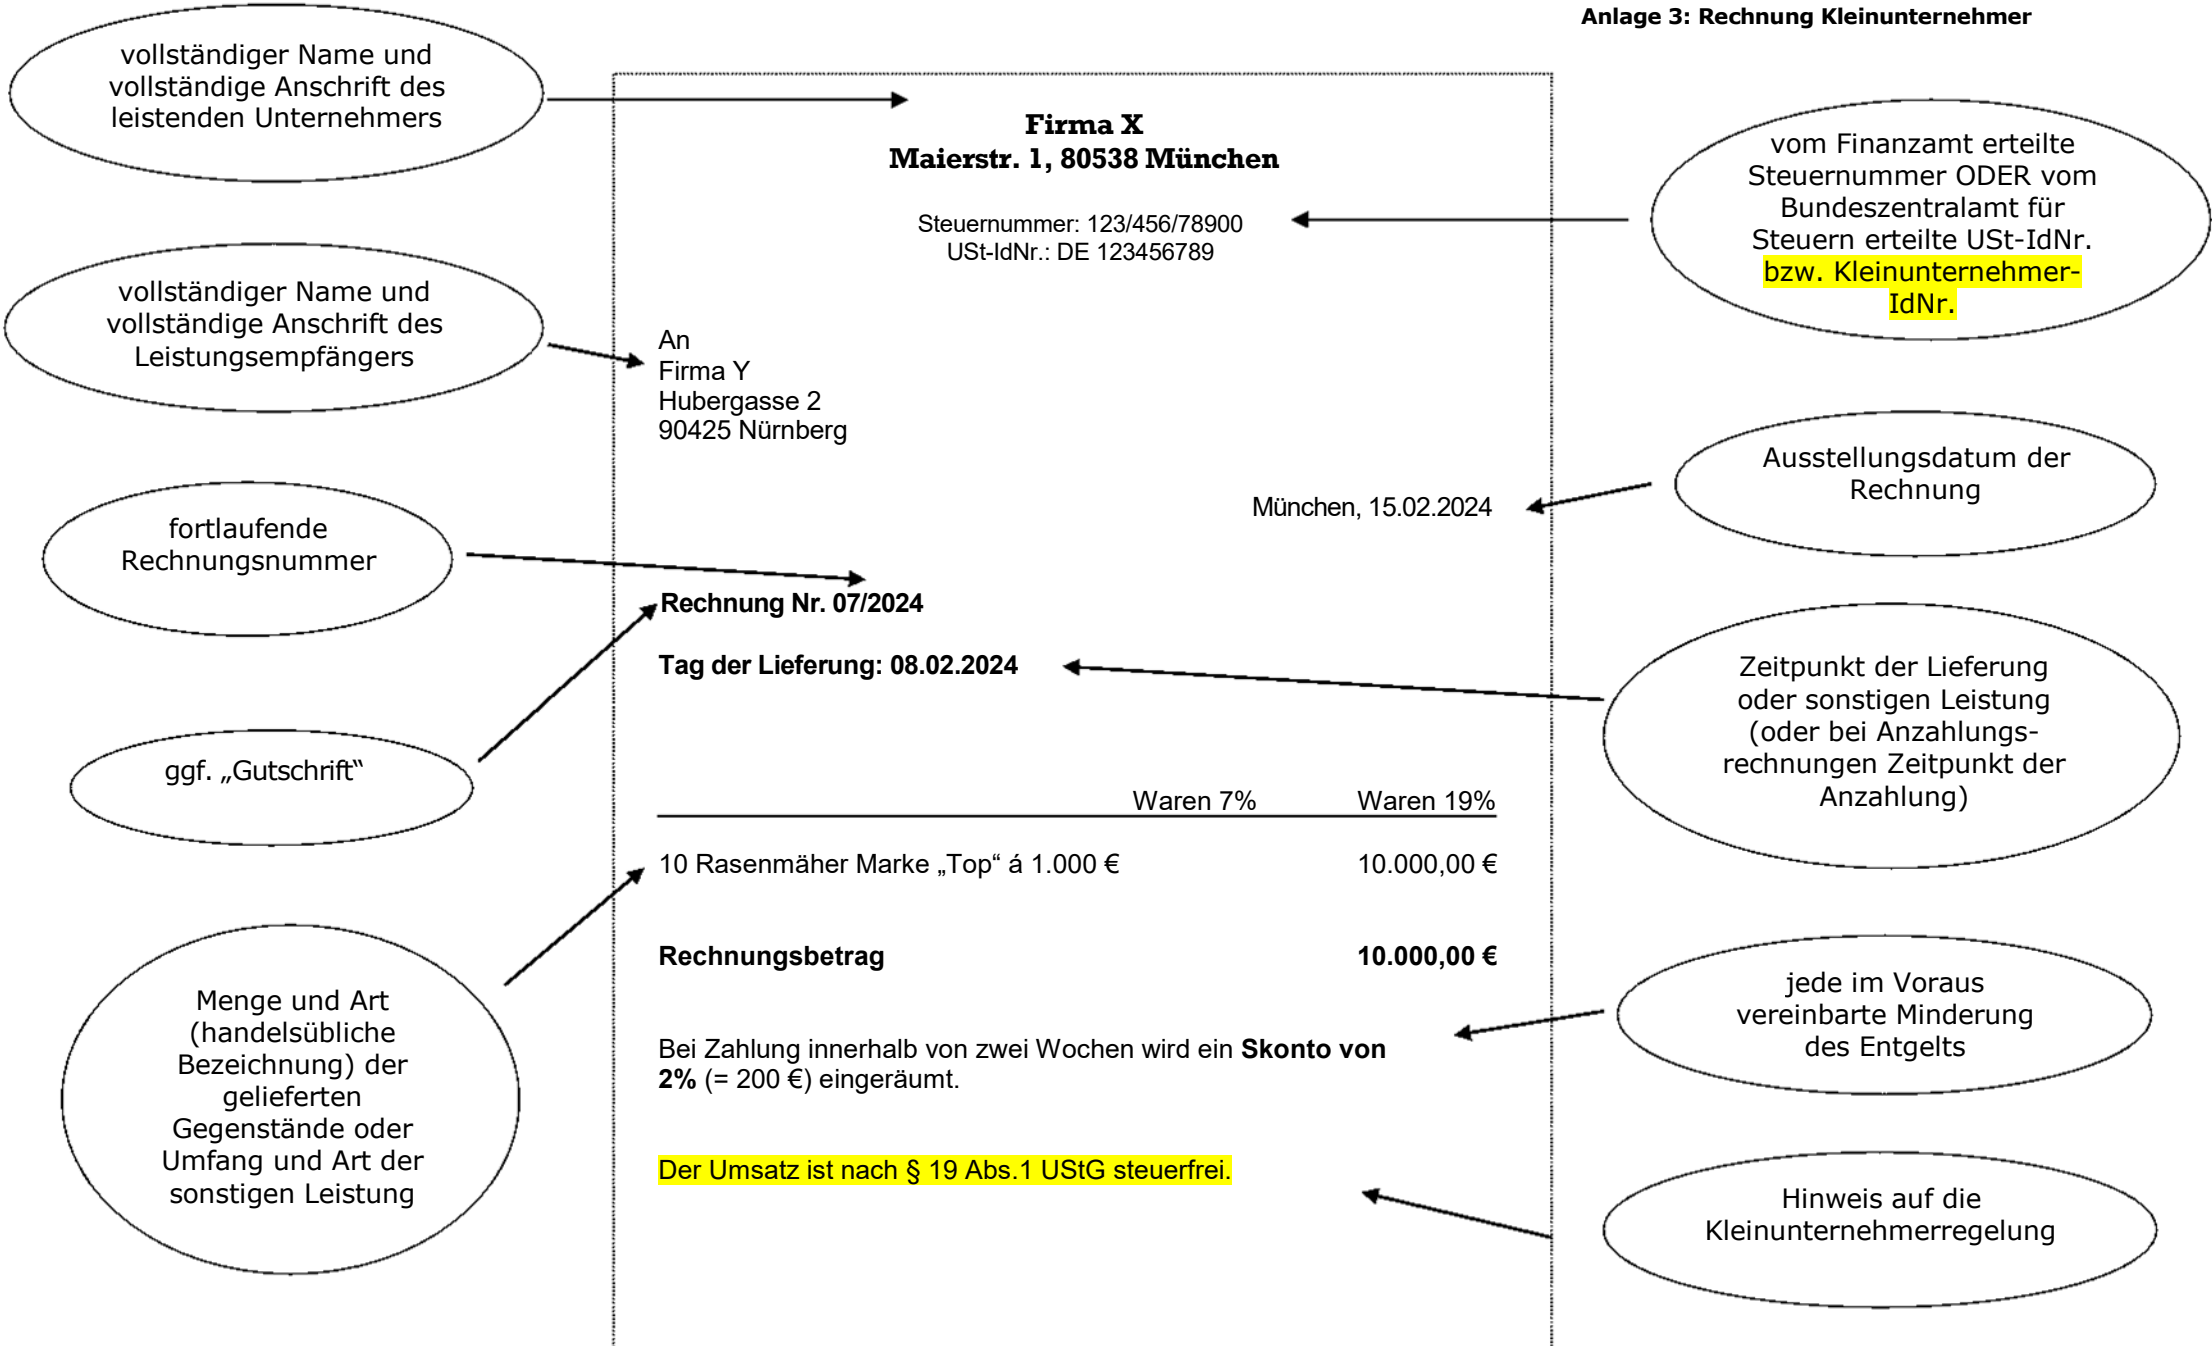 Anlage 3: Rechnung Kleinunternehmer
vollständiger Name und
vollständige Anschrift des
leistenden Unternehmers
Firma X
Maierstr. 1, 80538 München
Steuernummer: 123/456/78900
USt-IdNr.: DE 123456789
vom Finanzamt erteilte
Steuernummer ODER vom
Bundeszentralamt für
Steuern erteilte USt-IdNr.
bzw. Kleinunternehmer-
IdNr.
vollständiger Name und
vollständige Anschrift des
Leistungsempfängers
An
Firma Y
Hubergasse 2
90425 Nürnberg
Ausstellungsdatum der
Rechnung
München, 15.02.2024
fortlaufende
Rechnungsnummer
Rechnung Nr. 07/2024
Tag der Lieferung: 08.02.2024
Zeitpunkt der Lieferung
oder sonstigen Leistung
(oder bei Anzahlungs-
rechnungen Zeitpunkt der
Anzahlung)
ggf. „Gutschrift“
Waren 7% Waren 19%
10 Rasenmäher Marke „Top“ á 1.000 € 10.000,00 €
Rechnungsbetrag 10.000,00 €
Menge und Art
(handelsübliche
Bezeichnung) der
gelieferten
Gegenstände oder
Umfang und Art der
sonstigen Leistung
jede im Voraus
vereinbarte Minderung
des Entgelts
Bei Zahlung innerhalb von zwei Wochen wird ein Skonto von
2% (= 200 €) eingeräumt.
Der Umsatz ist nach § 19 Abs.1 UStG steuerfrei.
Hinweis auf die
Kleinunternehmerregelung